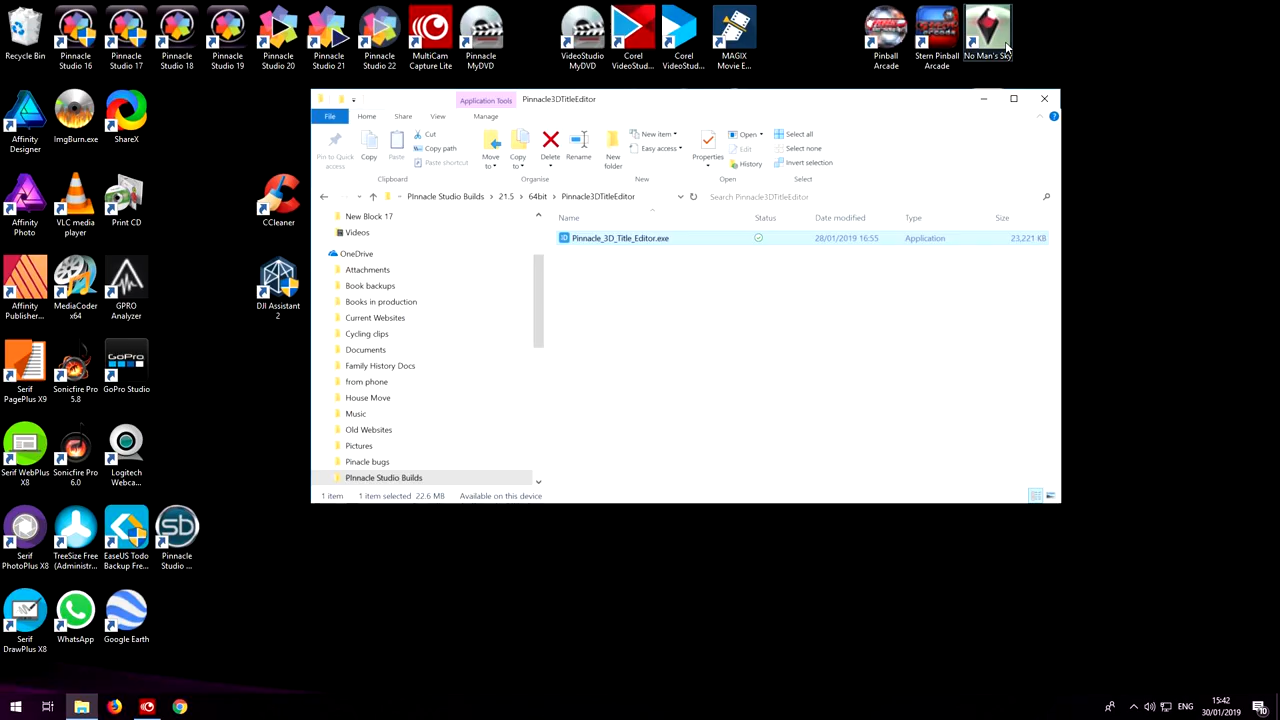 Recycle Bin
Pinnacle
Studio 16
Pinnacle
Studio 17
Pinnacle
Studio 18
Pinnacle
Studio 19
Pinnacle
Studio 20
Pinnacle
Studio 21
Pinnacle
Studio 22
MultiCam
Capture Lite
Pinnacle
MyDVD
VideoStudio
MyDVD
Corel
VideoStud...
Corel
VideoStud...
MAGIX
Movie E...
Pinball
Arcade
Stern Pinball
Arcade
No Man's Sky
Affinity
Designer
ImgBurn.exe
ShareX
Affinity
Photo
VLC media
player
Print CD
CCleaner
Affinity
Publisher...
MediaCoder
x64
GPRO
Analyzer
DJI Assistant
2
Serif
PagePlus X9
Sonicfire Pro
5.8
GoPro Studio
Serif WebPlus
X8
Sonicfire Pro
6.0
Logitech
Webca...
Serif
PhotoPlus X8
TreeSize Free
(Administr...
EaseUS Todo
Backup Fre...
Pinnacle
Studio ...
Serif
DrawPlus X8
WhatsApp
Google Earth
Application Tools
Pinnacle3DTitleEditor
File
Home
Share
View
Manage
Pin to Quick
access
Copy
Paste
Cut
Copy path
Paste shortcut
Move
to
Copy
to
Delete
Rename
New
folder
New item
Easy access
Properties
Open
Edit
History
Select all
Select none
Invert selection
Clipboard
Organise
New
Open
Select
PInnacle Studio Builds > 21.5 > 64bit > Pinnacle3DTitleEditor
Search Pinnacle3DTitleEditor
New Block 17
Videos
OneDrive
Attachments
Book backups
Books in production
Current Websites
Cycling clips
Documents
Family History Docs
from phone
House Move
Music
Old Websites
Pictures
Pinacle bugs
PInnacle Studio Builds
Name Status Date modified Type Size
3D Pinnacle_3D_Title_Editor.exe 28/01/2019 16:55 Application 23,221 KB
1 item 1 item selected 22.6 MB Available on this device
ENG
15:42
30/01/2019